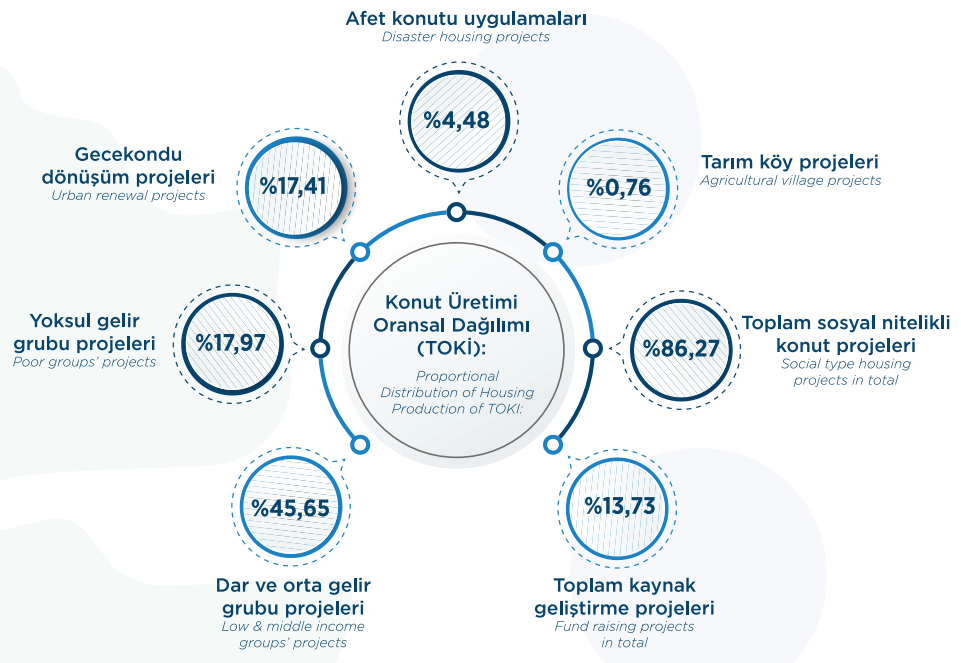 Afet konutu uygulamaları
Disaster housing projects
%4,48
Gecekondu
dönüşüm projeleri
Urban renewal projects
%17,41
Tarım köy projeleri
Agricultural village projects
%0,76
Yoksul gelir
grubu projeleri
Poor groups' projects
%17,97
Konut Üretimi
Oransal Dağılımı
(TOKİ):
Proportional
Distribution of Housing
Production of TOKI:
%86,27
Toplam sosyal nitelikli
konut projeleri
Social type housing
projects in total
%45,65
Dar ve orta gelir
grubu projeleri
Low & middle income
groups' projects
%13,73
Toplam kaynak
geliştirme projeleri
Fund raising projects
in total